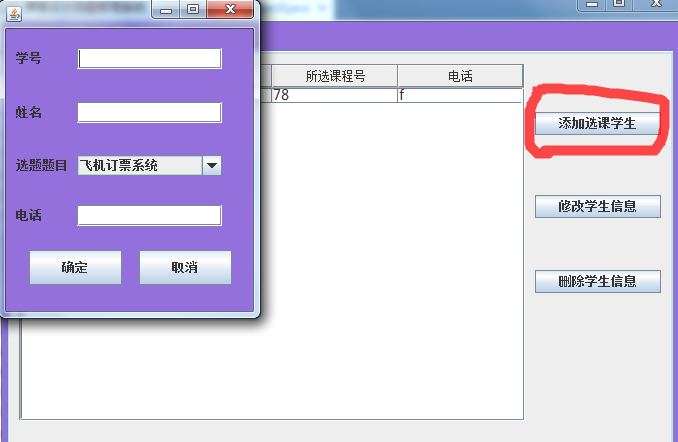 学号
姓名
选题题目 飞机订票系统
电话
确定 取消
所选课程号 电话
78 f
添加选课学生
修改学生信息
删除学生信息